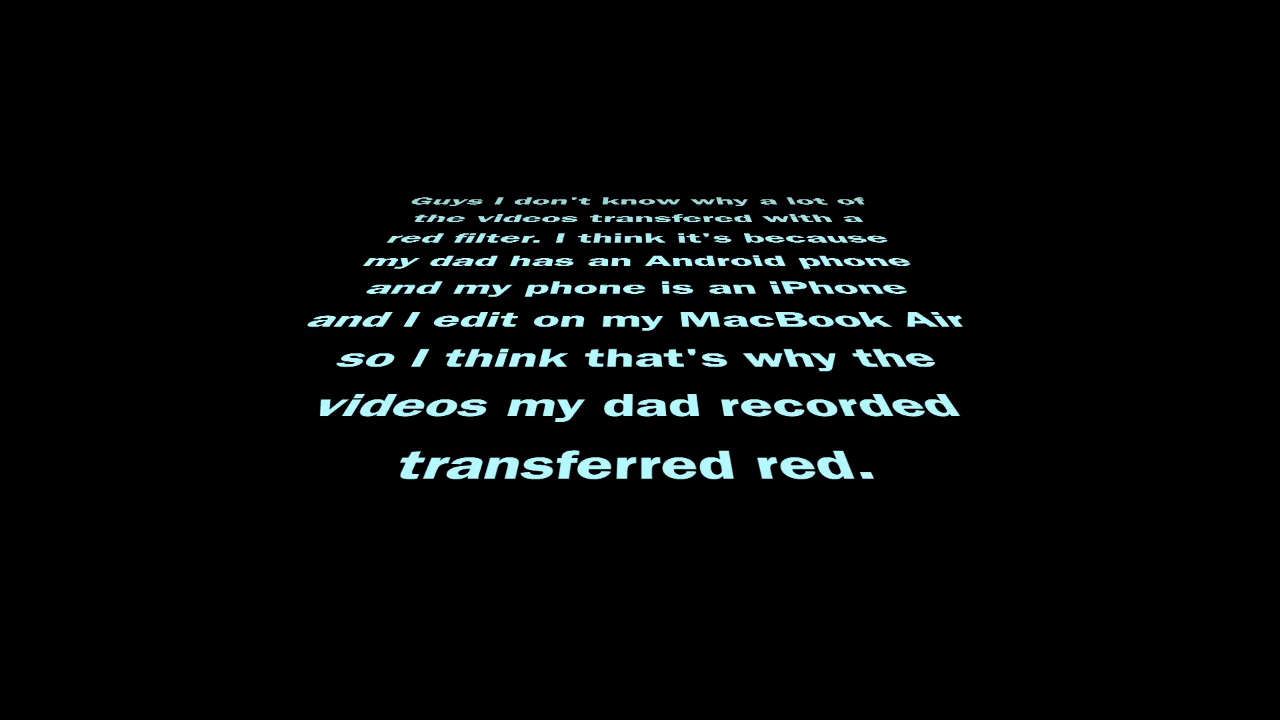 Guys I don't know why a lot of
the videos transfered with a
red filter. I think it's because
my dad has an Android phone
and my phone is an iPhone
and I edit on my MacBook Air
so I think that's why the
videos my dad recorded
transferred red.